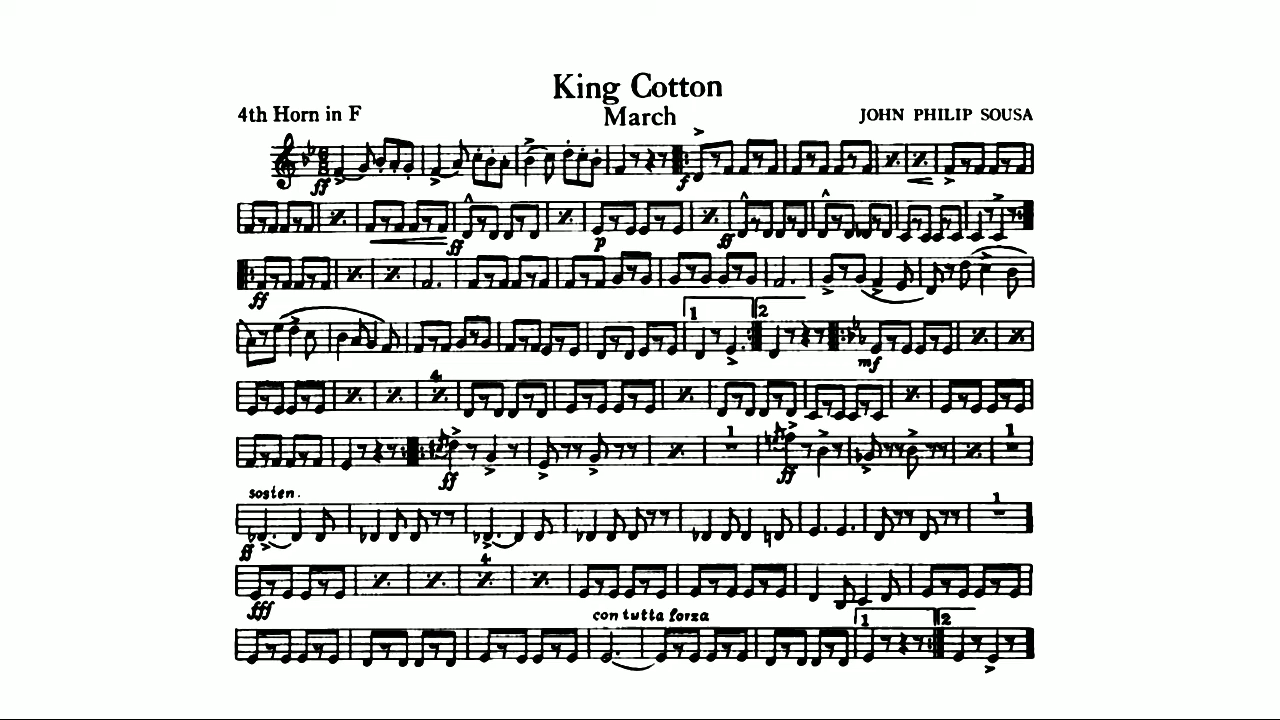 King Cotton
4th Horn in F March JOHN PHILIP SOUSA
ff f
ff p ff
ff
1 2 mf
4
1 1
ff ff
sosten.
1
ff
4
fff
con tutta forza
1 2